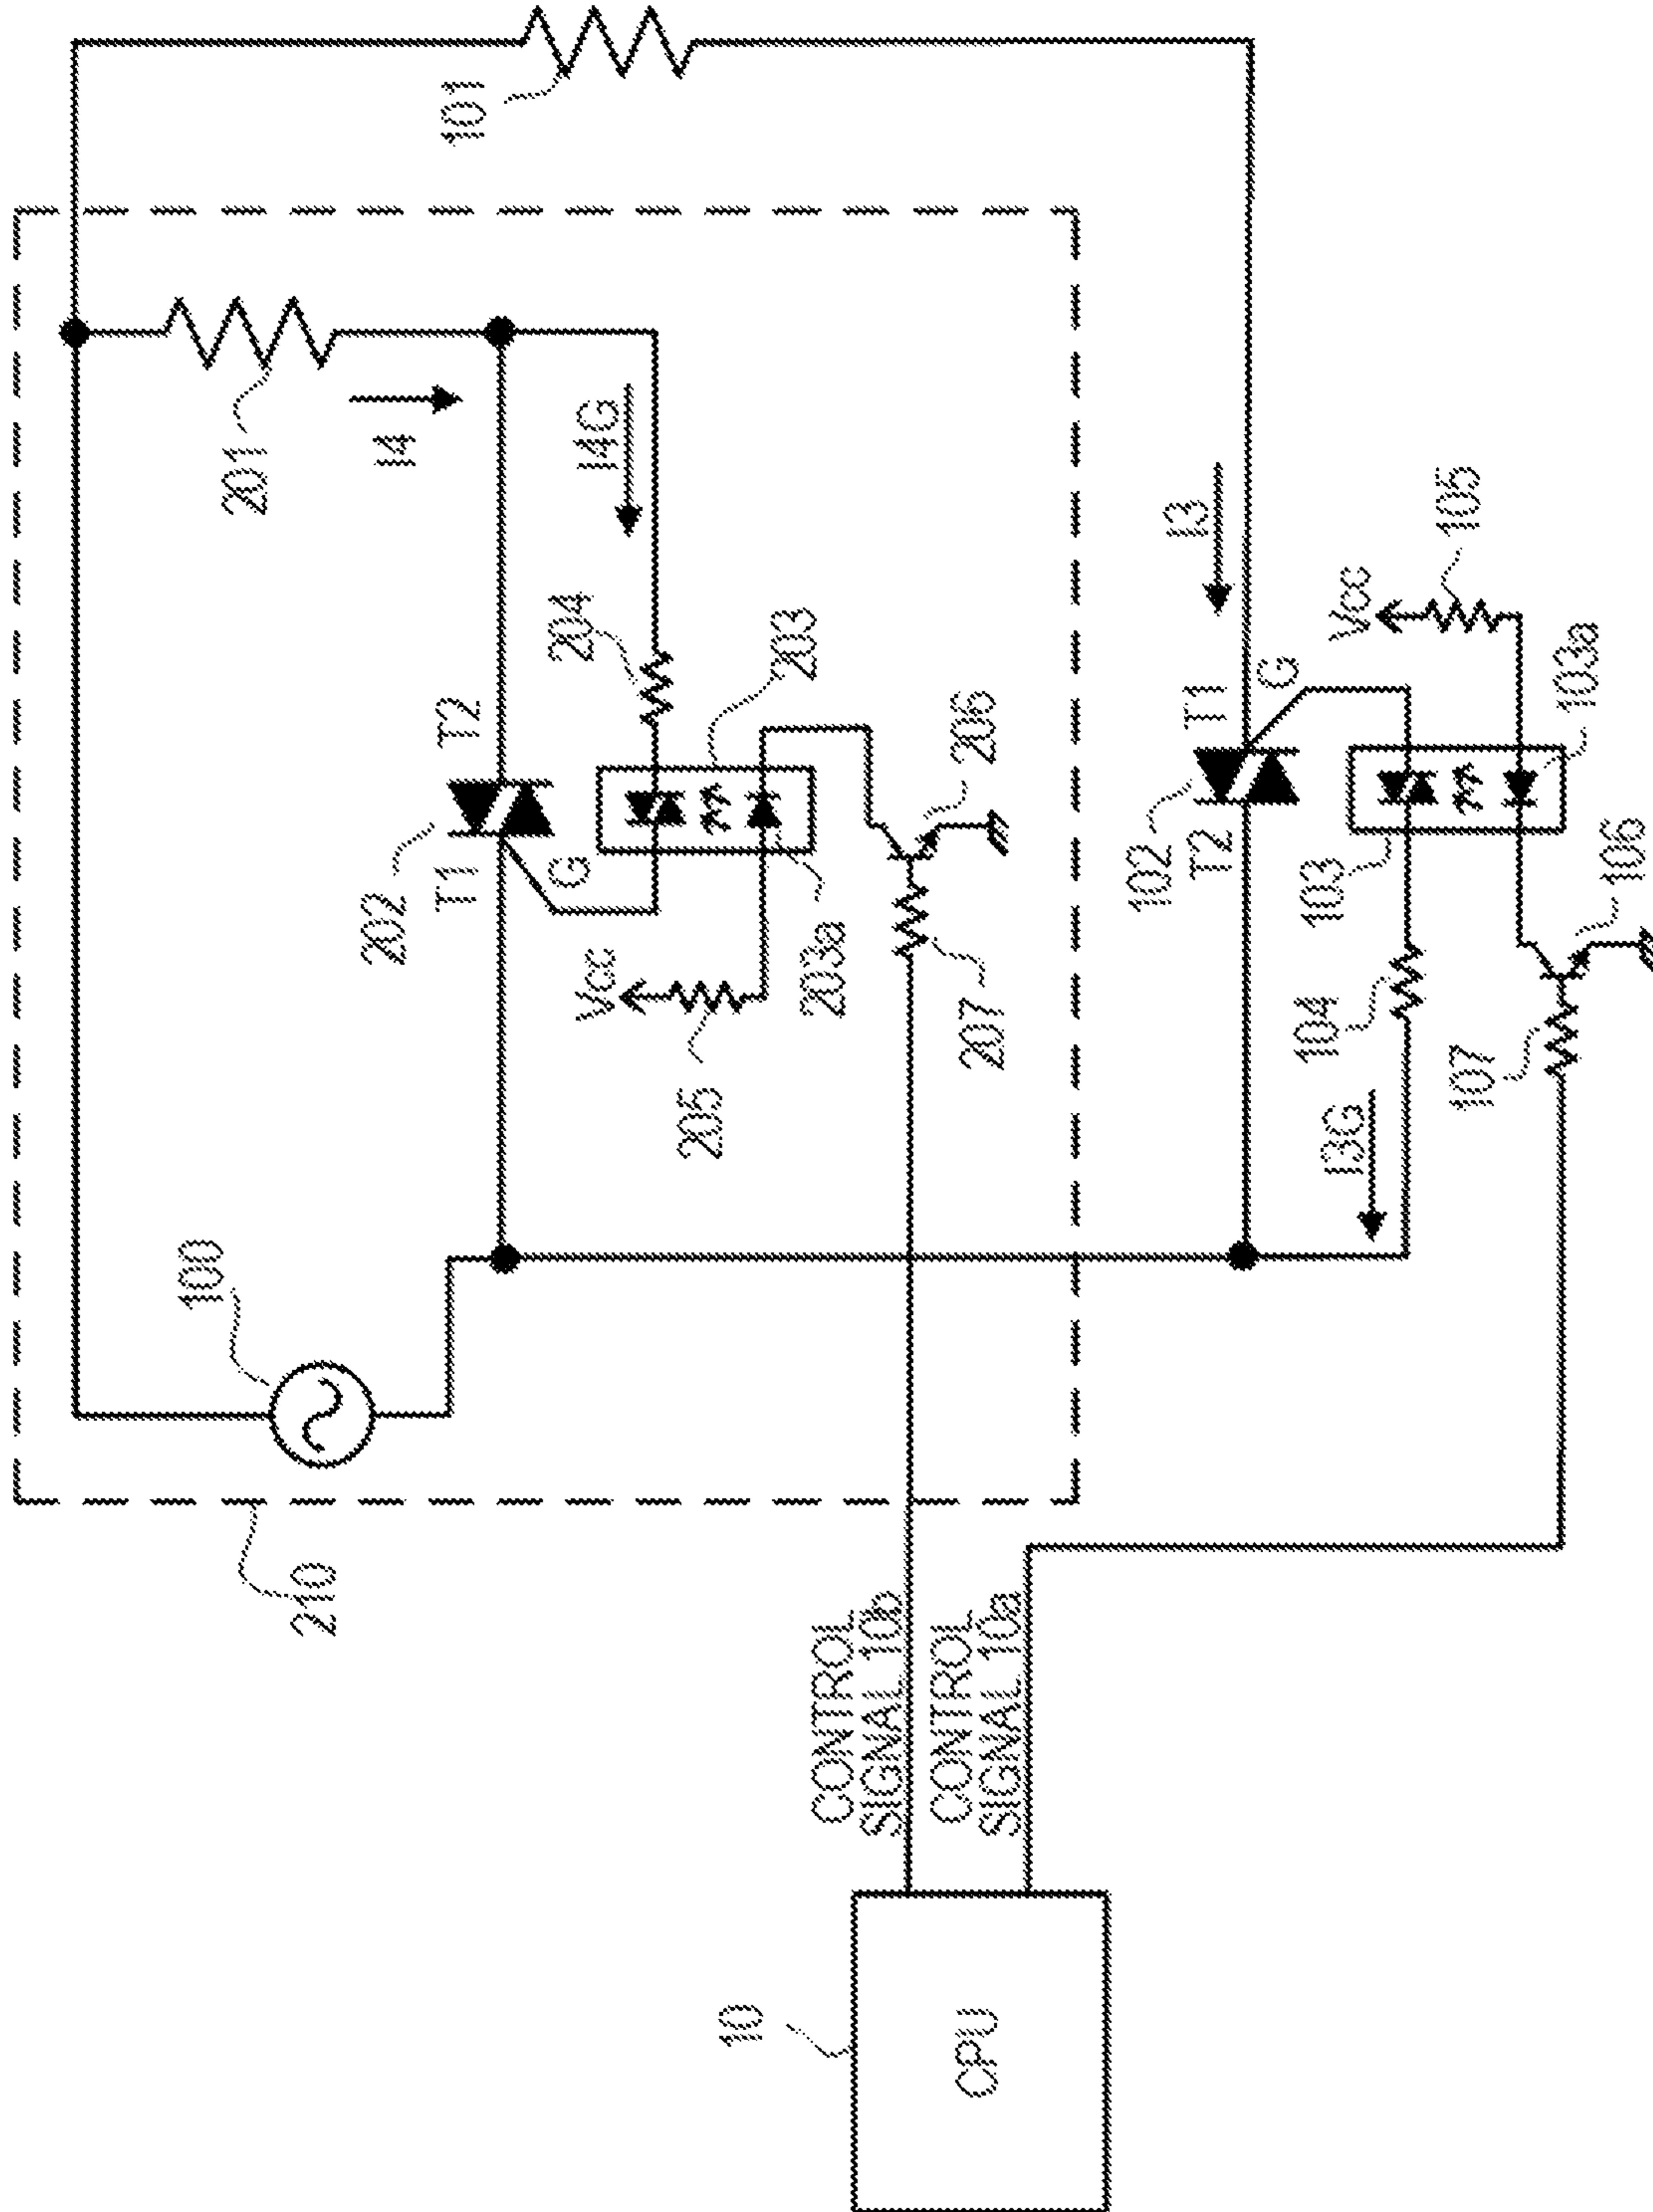 101
201
I4
I4G
204
203
T2
206
202
T1
G
Vcc
203a
207
205
100
210
I3
105
Vcc
G
T1
103a
102
T2
103
106
104
107
I3G
CONTROL
SIGNAL 10b
CONTROL
SIGNAL 10a
10
CPU